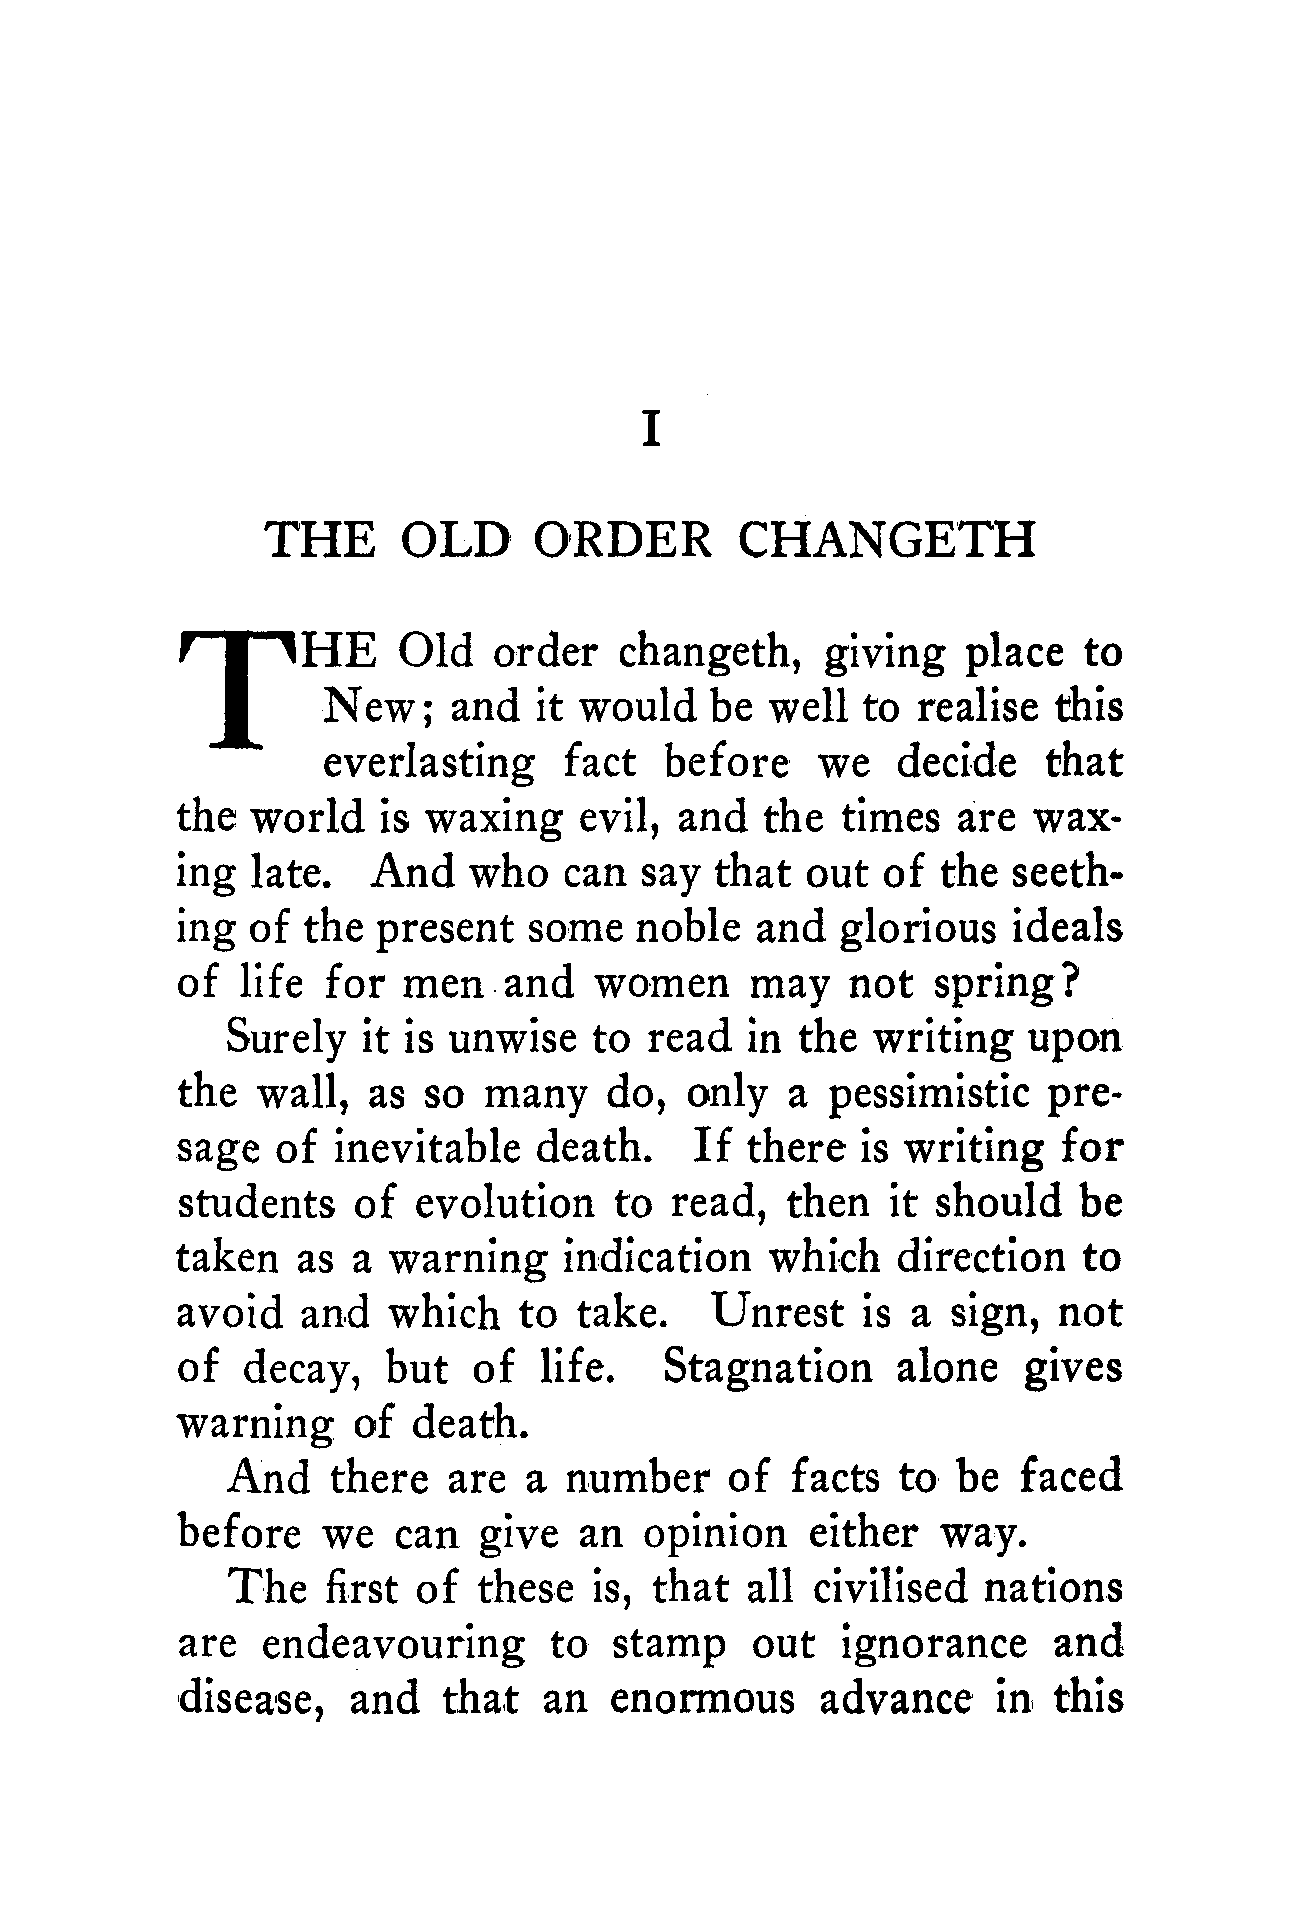 I
THE OLD ORDER CHANGETH
THE Old order changeth, giving place to
New; and it would be well to realise this
everlasting fact before we decide that
the world is waxing evil, and the times are wax-
ing late. And who can say that out of the seeth-
ing of the present some noble and glorious ideals
of life for men and women may not spring?
Surely it is unwise to read in the writing upon
the wall, as so many do, only a pessimistic pre-
sage of inevitable death. If there is writing for
students of evolution to read, then it should be
taken as a warning indication which direction to
avoid and which to take. Unrest is a sign, not
of decay, but of life. Stagnation alone gives
warning of death.
And there are a number of facts to be faced
before we can give an opinion either way.
The first of these is, that all civilised nations
are endeavouring to stamp out ignorance and
disease, and that an enormous advance in this